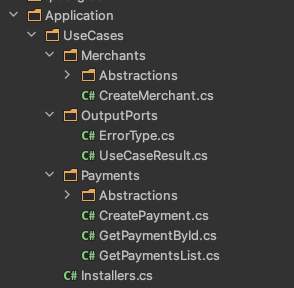 Application
UseCases
Merchants
Abstractions
C# CreateMerchant.cs
OutputPorts
C# ErrorType.cs
C# UseCaseResult.cs
Payments
Abstractions
C# CreatePayment.cs
C# GetPaymentById.cs
C# GetPaymentsList.cs
C# Installers.cs